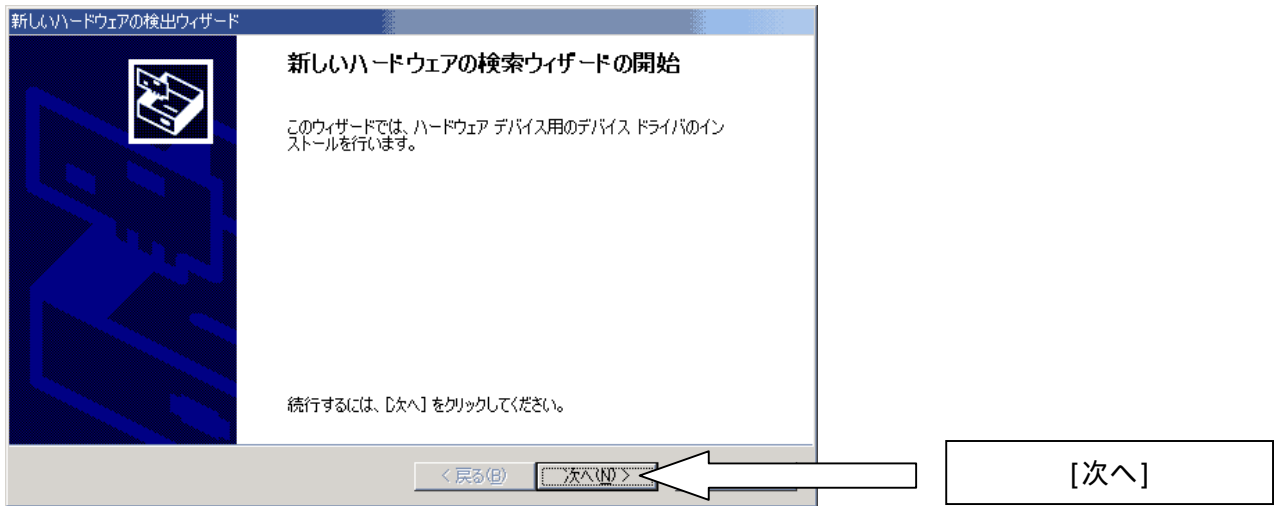 新しいハードウェアの検出ウィザード
新しいハードウェアの検索ウィザードの開始
このウィザードでは、ハードウェア デバイス用のデバイス ドライバのイン
ストールを行います。
続行するには、[次へ] をクリックしてください。
< 戻る(B)
次へ(N) >
[次へ]